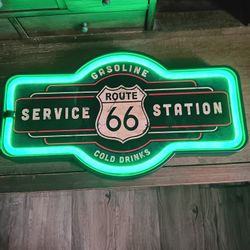 GASOLINE
SERVICE STATION
ROUTE
66
COLD DRINKS